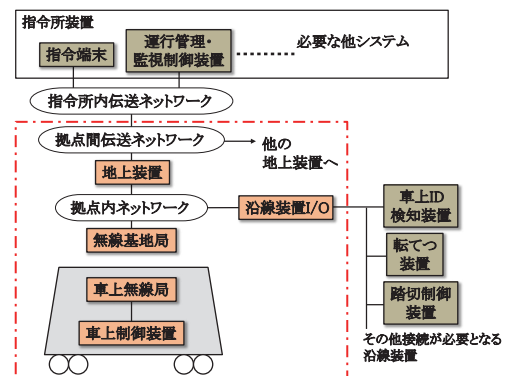 指令所装置
指令端末
運行管理・
監視制御装置
必要な他システム
指令所内伝送ネットワーク
拠点間伝送ネットワーク
他の
地上装置へ
地上装置
拠点内ネットワーク
沿線装置I/O
車上ID
検知装置
無線基地局
転てつ
装置
車上無線局
踏切制御
装置
車上制御装置
その他接続が必要となる
沿線装置